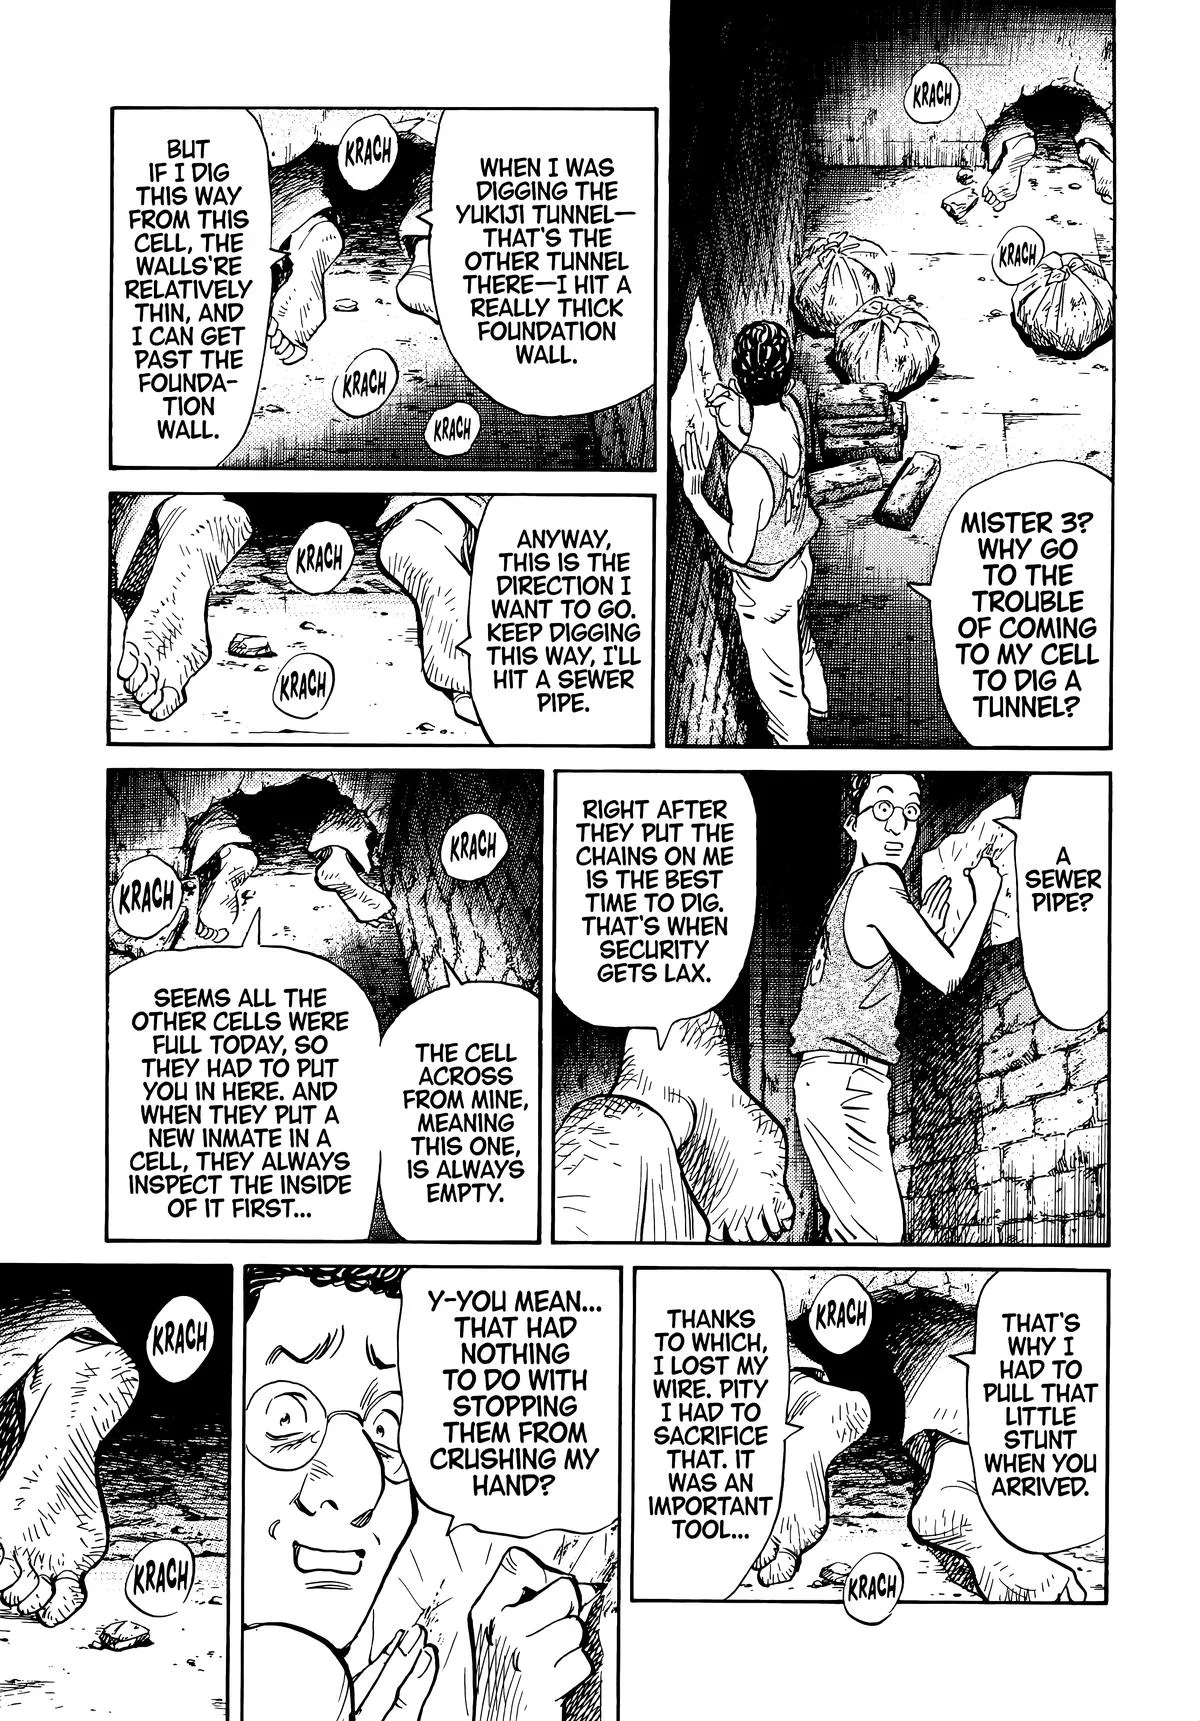 KRACH
KRACH
MISTER 3?
WHY GO
TO THE
TROUBLE
OF COMING
TO MY CELL
TO DIG A
TUNNEL?
WHEN I WAS
DIGGING THE
YUKIJI TUNNEL—
THAT'S THE
OTHER TUNNEL
THERE—I HIT A
REALLY THICK
FOUNDATION
WALL.
KRACH
KRACH
KRACH
BUT
IF I DIG
THIS WAY
FROM THIS
CELL, THE
WALLS'RE
RELATIVELY
THIN, AND
I CAN GET
PAST THE
FOUNDA-
TION
WALL.
ANYWAY,
THIS IS THE
DIRECTION I
WANT TO GO.
KEEP DIGGING
THIS WAY, I'LL
HIT A SEWER
PIPE.
KRACH
KRACH
A
SEWER
PIPE?
RIGHT AFTER
THEY PUT THE
CHAINS ON ME
IS THE BEST
TIME TO DIG.
THAT'S WHEN
SECURITY
GETS LAX.
KRACH
KRACH
THE CELL
ACROSS
FROM MINE,
MEANING
THIS ONE,
IS ALWAYS
EMPTY.
SEEMS ALL THE
OTHER CELLS WERE
FULL TODAY, SO
THEY HAD TO PUT
YOU IN HERE. AND
WHEN THEY PUT A
NEW INMATE IN A
CELL, THEY ALWAYS
INSPECT THE INSIDE
OF IT FIRST...
THAT'S
WHY I
HAD TO
PULL THAT
LITTLE
STUNT
WHEN YOU
ARRIVED.
KRACH
KRACH
THANKS
TO WHICH,
I LOST MY
WIRE. PITY
I HAD TO
SACRIFICE
THAT. IT
WAS AN
IMPORTANT
TOOL...
Y-YOU MEAN...
THAT HAD
NOTHING
TO DO WITH
STOPPING
THEM FROM
CRUSHING MY
HAND?
KRACH
KRACH